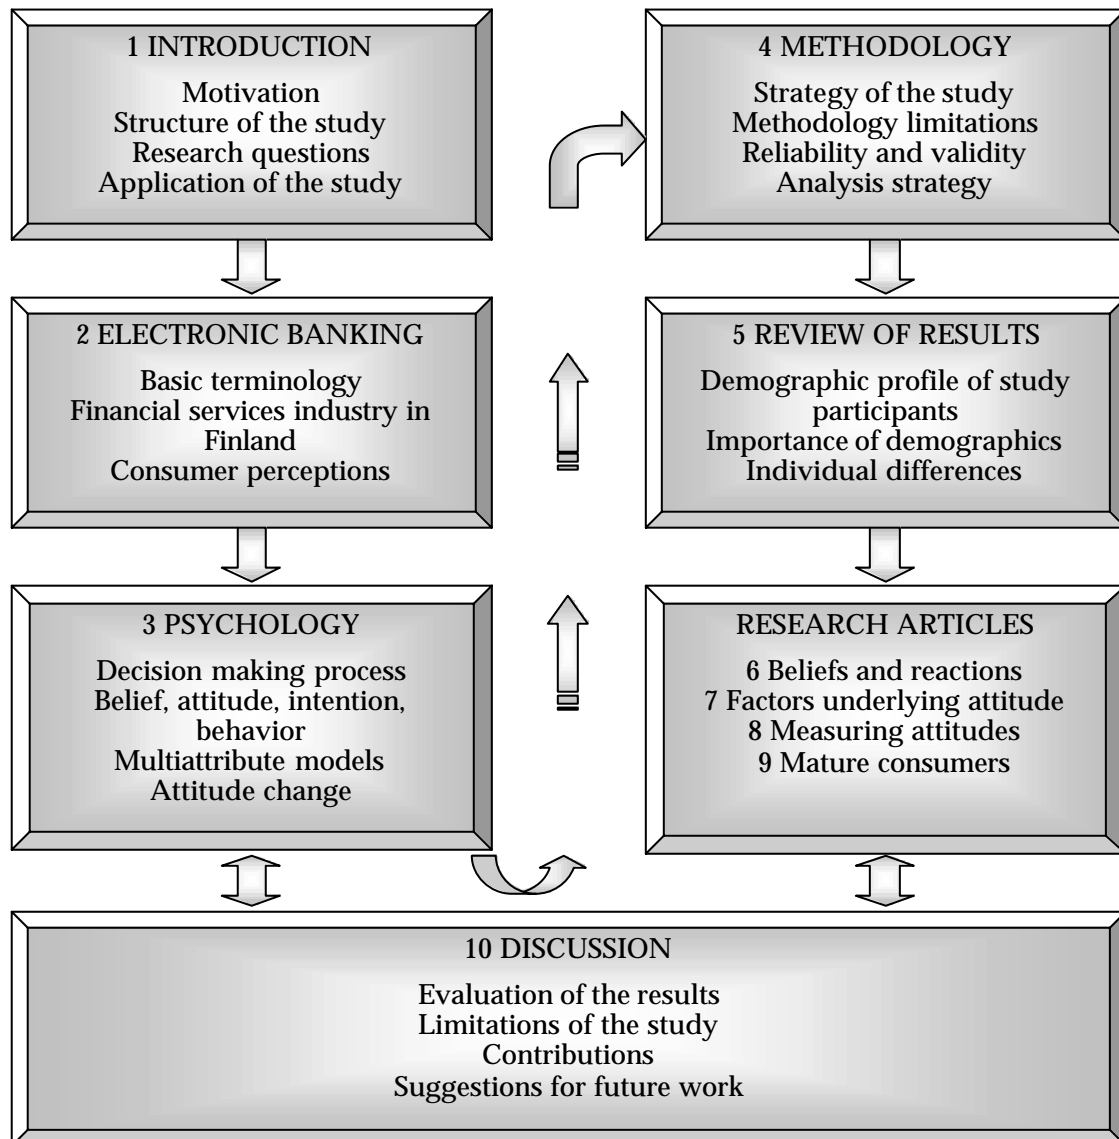 1 INTRODUCTION
Motivation
Structure of the study
Research questions
Application of the study
2 ELECTRONIC BANKING
Basic terminology
Financial services industry in
Finland
Consumer perceptions
3 PSYCHOLOGY
Decision making process
Belief, attitude, intention,
behavior
Multiattribute models
Attitude change
4 METHODOLOGY
Strategy of the study
Methodology limitations
Reliability and validity
Analysis strategy
5 REVIEW OF RESULTS
Demographic profile of study
participants
Importance of demographics
Individual differences
RESEARCH ARTICLES
6 Beliefs and reactions
7 Factors underlying attitude
8 Measuring attitudes
9 Mature consumers
10 DISCUSSION
Evaluation of the results
Limitations of the study
Contributions
Suggestions for future work